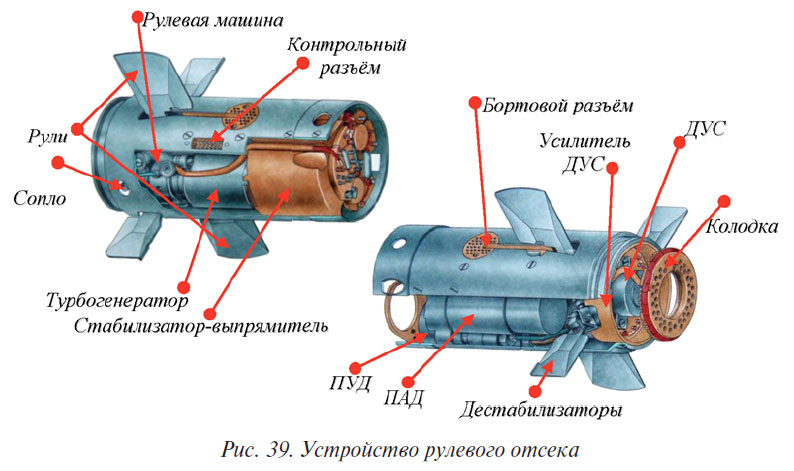 Рулевая машина
Контрольный
разъём
Рули
Сопло
Турбогенератор
Стабилизатор-выпрямитель
Бортовой разъём
Усилитель
ДУС
ДУС
Колодка
ПУД
ПАД
Дестабилизаторы
Рис. 39. Устройство рулевого отсека